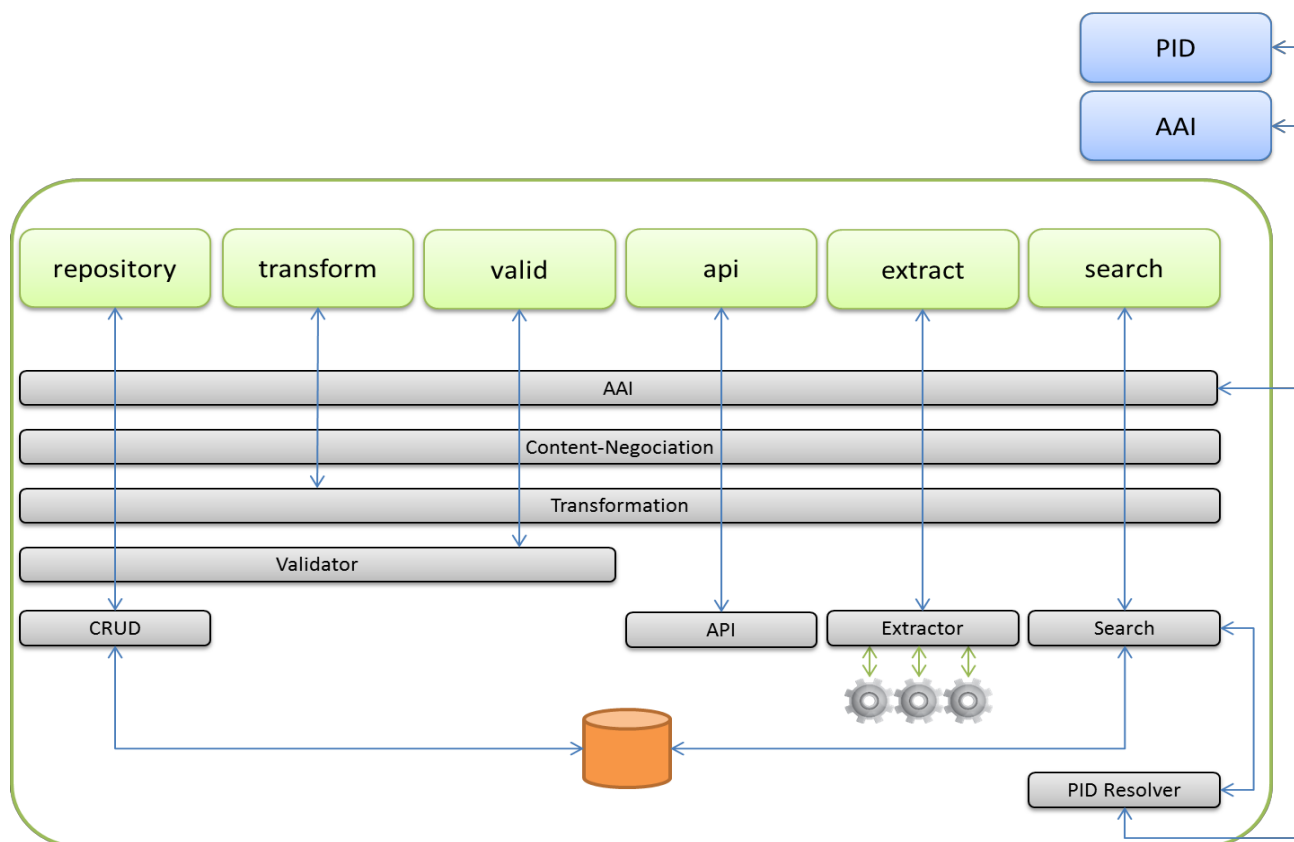 PID
AAI
repository
transform
valid
api
extract
search
AAI
Content-Negociation
Transformation
Validator
CRUD
API
Extractor
Search
PID Resolver